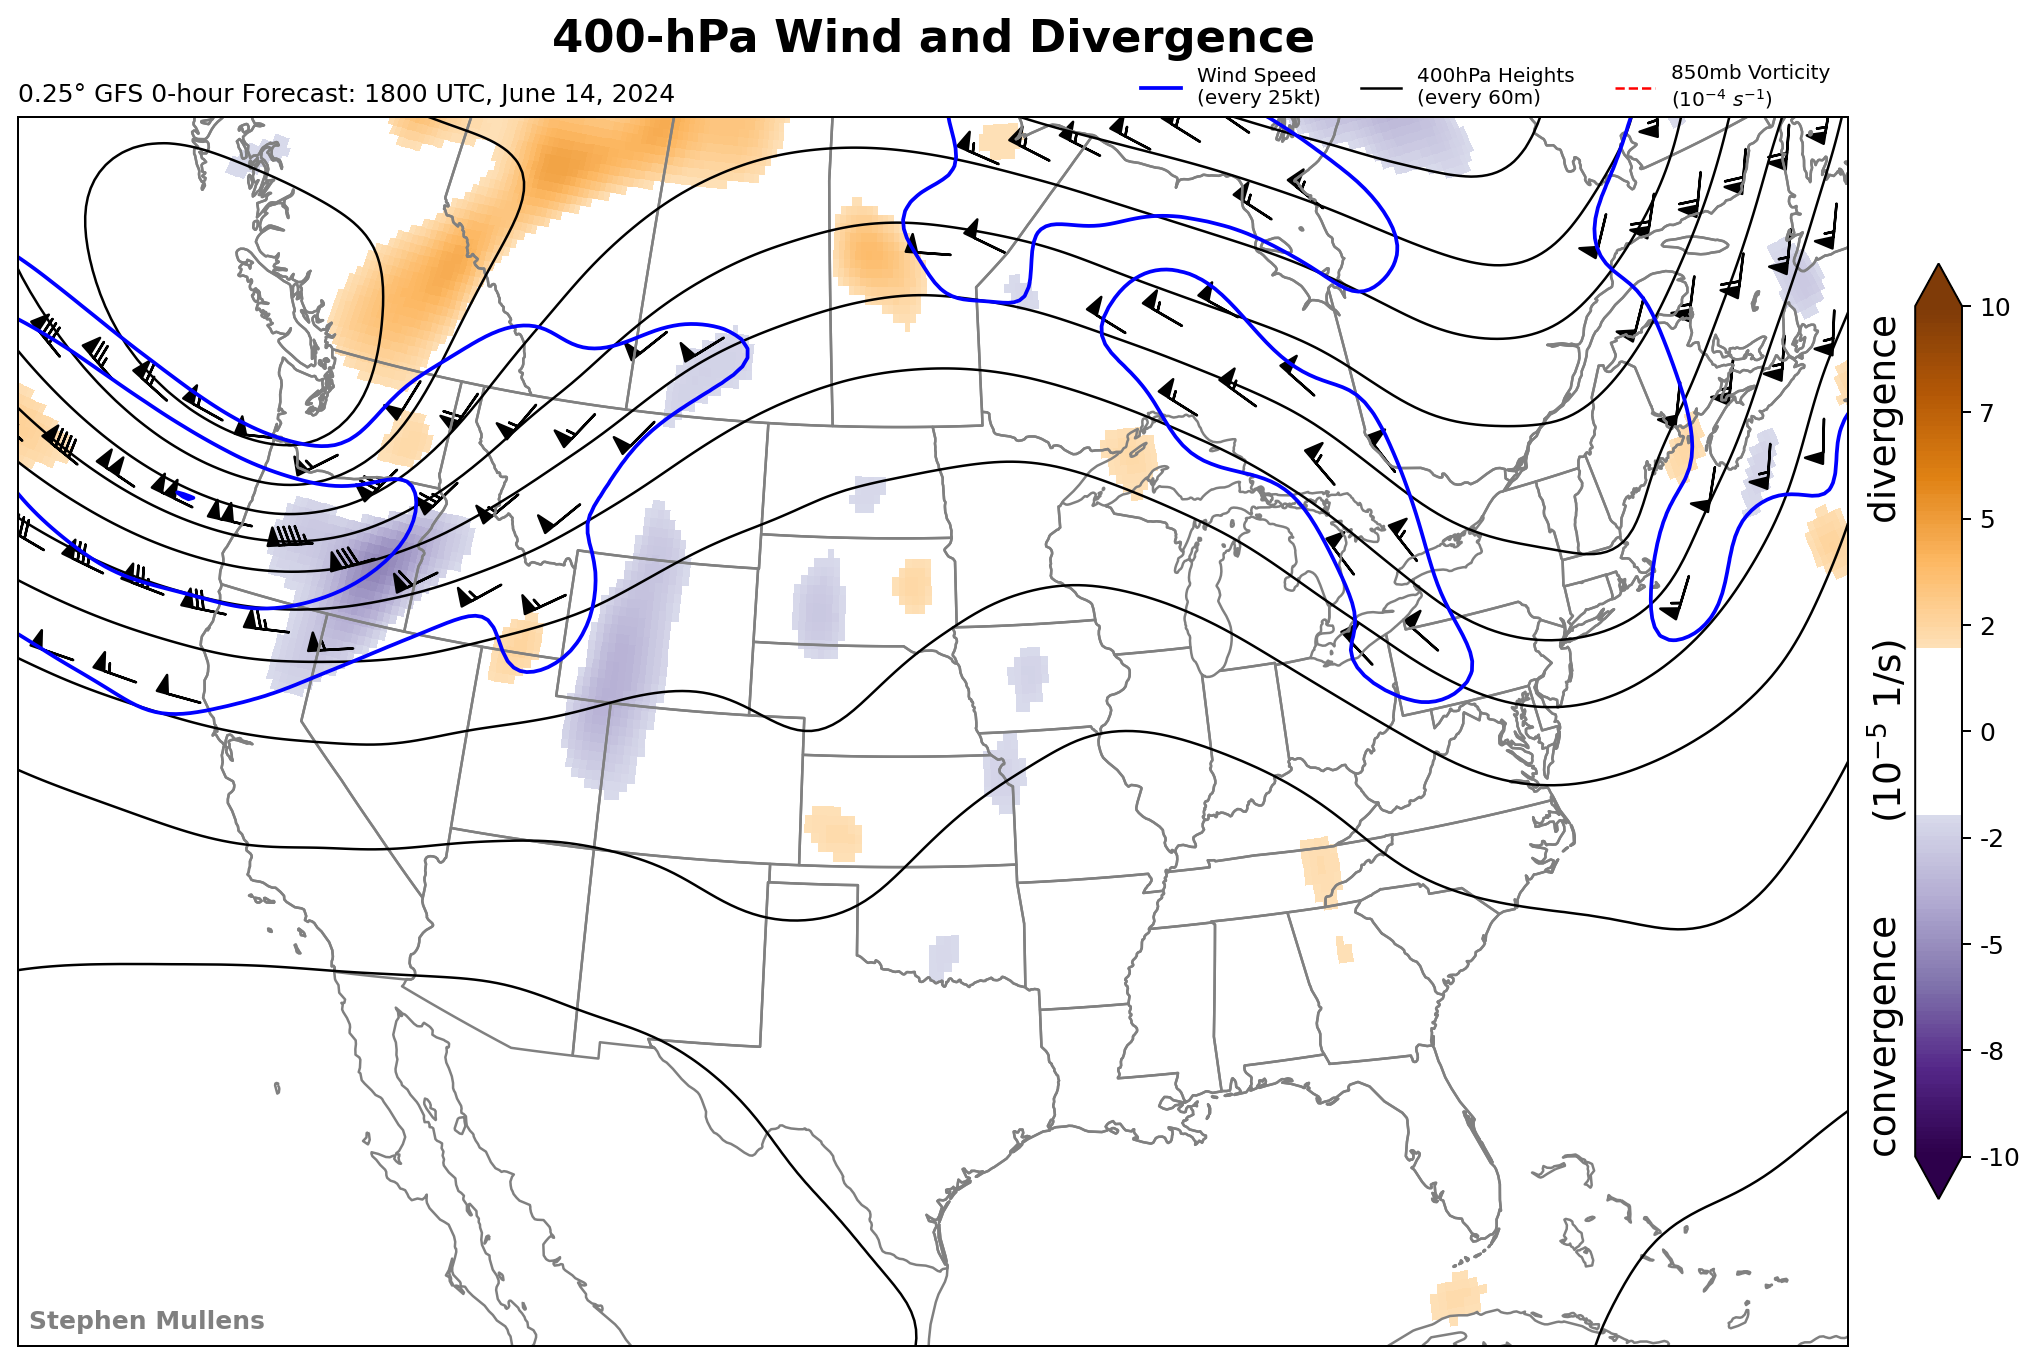 400-hPa Wind and Divergence
0.25° GFS 0-hour Forecast: 1800 UTC, June 14, 2024
Wind Speed
(every 25kt)
400hPa Heights
(every 60m)
850mb Vorticity
(10⁻⁴ s⁻¹)
10
7
5
2
0
-2
-5
-8
-10
convergence (10⁻⁵ 1/s) divergence
Stephen Mullens